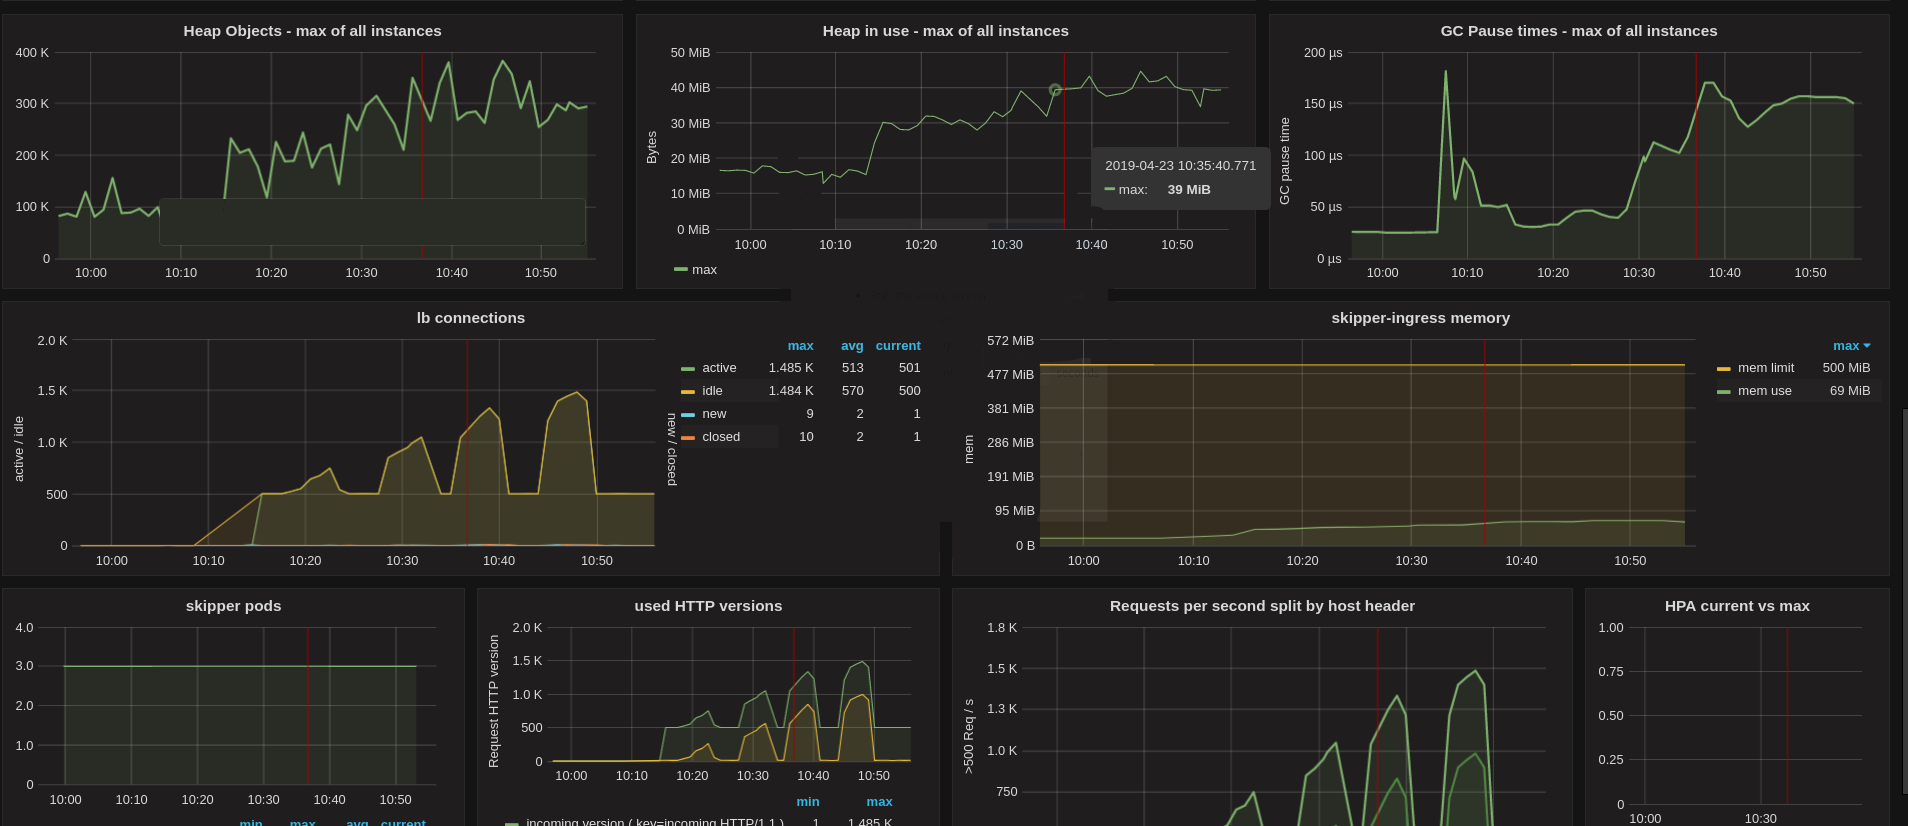 Heap Objects - max of all instances
400 K
300 K
200 K
100 K
0
10:00 10:10 10:20 10:30 10:40 10:50
Heap in use - max of all instances
50 MiB
40 MiB
30 MiB
20 MiB
10 MiB
0 MiB
Bytes
10:00 10:10 10:20 10:30 10:40 10:50
max
2019-04-23 10:35:40.771
max: 39 MiB
GC Pause times - max of all instances
200 µs
150 µs
100 µs
50 µs
0 µs
GC pause time
10:00 10:10 10:20 10:30 10:40 10:50
lb connections
2.0 K
1.5 K
1.0 K
500
0
active / idle
new / closed
10:00 10:10 10:20 10:30 10:40 10:50
max avg current
active 1.485 K 513 501
idle 1.484 K 570 500
new 9 2 1
closed 10 2 1
skipper-ingress memory
572 MiB
477 MiB
381 MiB
286 MiB
191 MiB
95 MiB
0 B
mem
10:00 10:10 10:20 10:30 10:40 10:50
max
mem limit 500 MiB
mem use 69 MiB
skipper pods
4.0
3.0
2.0
1.0
0
10:00 10:10 10:20 10:30 10:40 10:50
min max avg current
used HTTP versions
2.0 K
1.5 K
1.0 K
500
0
Request HTTP version
10:00 10:10 10:20 10:30 10:40 10:50
min max
incoming version ( key=incoming.HTTP/1.1 ) 1 1.485 K
Requests per second split by host header
1.8 K
1.5 K
1.3 K
1.0 K
750
>500 Req / s
HPA current vs max
1.00
0.75
0.50
0.25
0
10:00 10:30